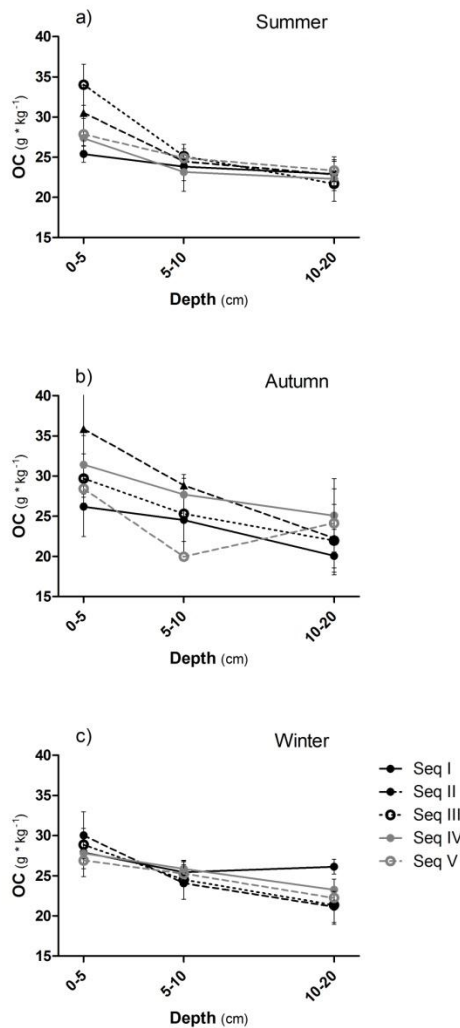 a)
Summer
40
35
30
25
20
15
OC (g * kg-1)
0-5
5-10
10-20
Depth (cm)
b)
Autumn
40
35
30
25
20
15
OC (g * kg-1)
0-5
5-10
10-20
Depth (cm)
c)
Winter
40
35
30
25
20
15
OC (g * kg-1)
0-5
5-10
10-20
Depth (cm)
Seq I
Seq II
Seq III
Seq IV
Seq V